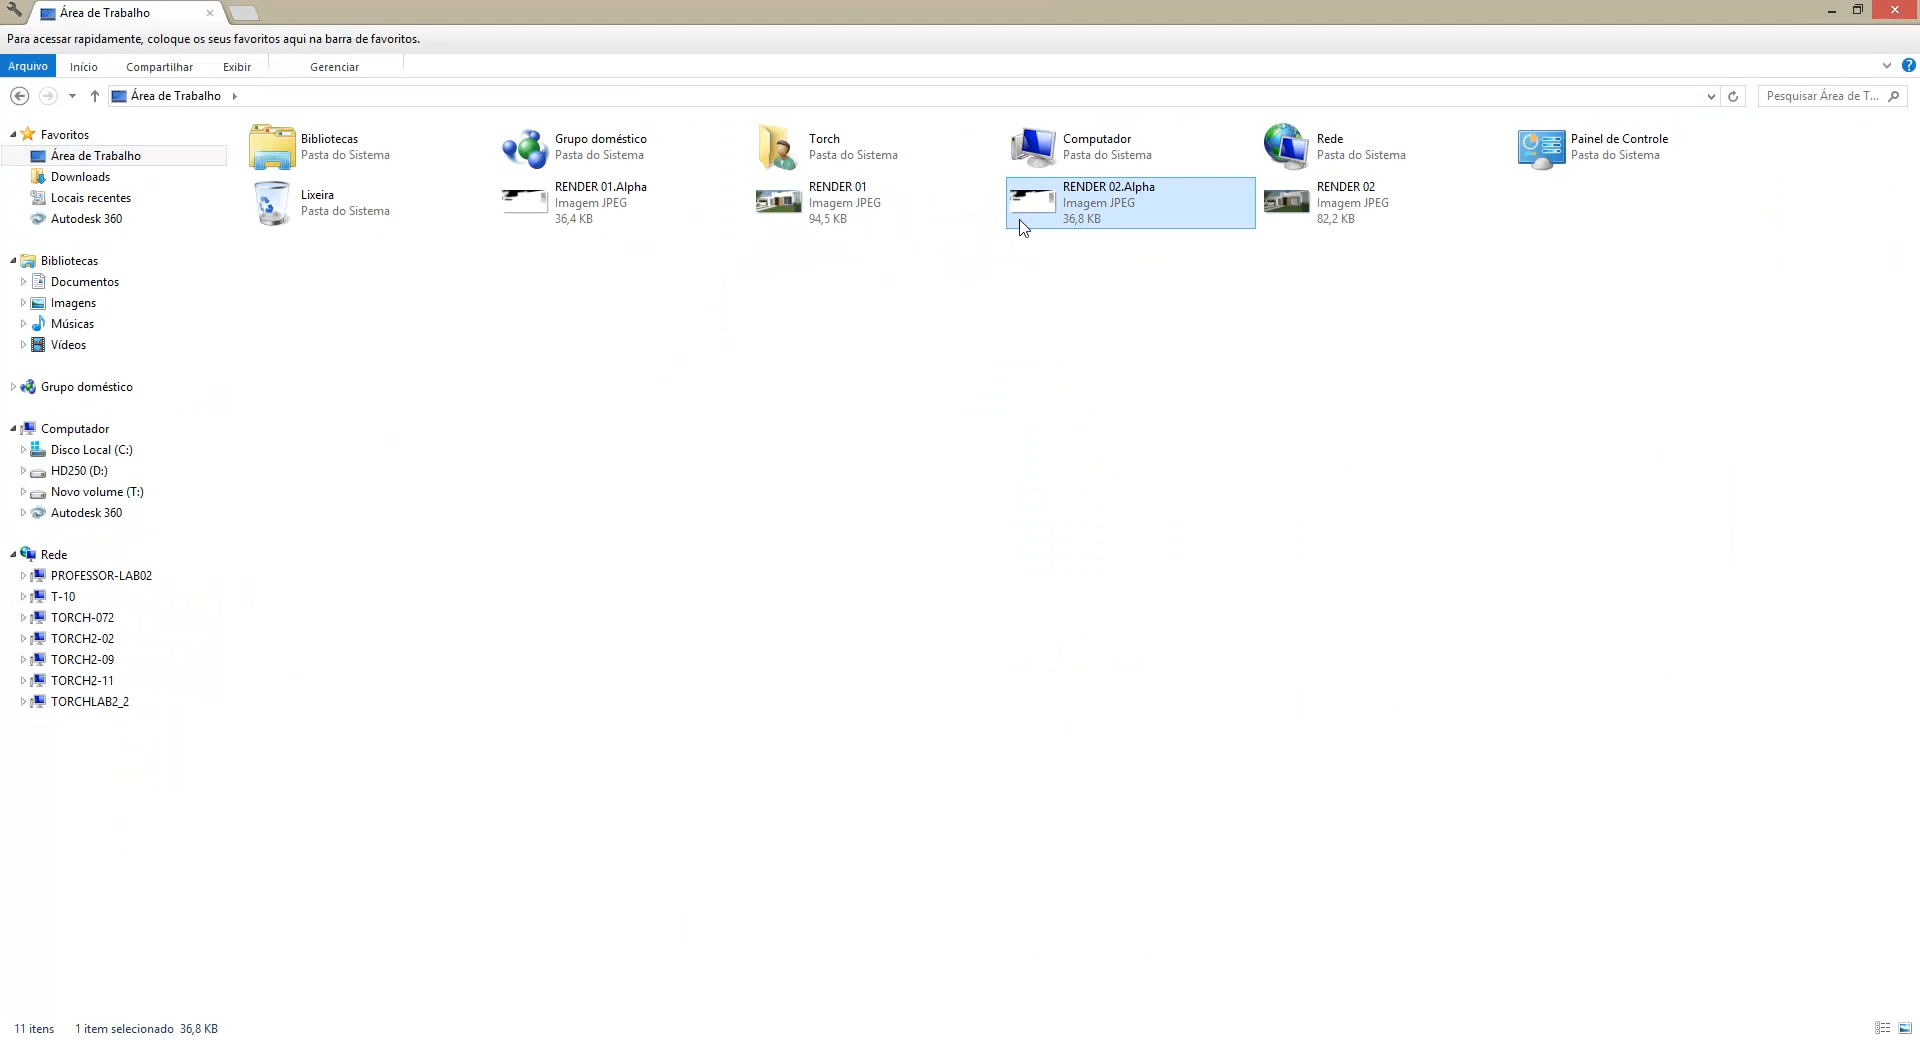 Área de Trabalho
Para acessar rapidamente, coloque os seus favoritos aqui na barra de favoritos.
Arquivo Início Compartilhar Exibir Gerenciar
Área de Trabalho Pesquisar Área de T...
Favoritos
Área de Trabalho
Downloads
Locais recentes
Autodesk 360
Bibliotecas
Documentos
Imagens
Músicas
Vídeos
Grupo doméstico
Computador
Disco Local (C:)
HD250 (D:)
Novo volume (T:)
Autodesk 360
Rede
PROFESSOR-LAB02
T-10
TORCH-072
TORCH2-02
TORCH2-09
TORCH2-11
TORCHLAB2_2
Bibliotecas
Pasta do Sistema
Grupo doméstico
Pasta do Sistema
Torch
Pasta do Sistema
Computador
Pasta do Sistema
Rede
Pasta do Sistema
Painel de Controle
Pasta do Sistema
Lixeira
Pasta do Sistema
RENDER 01.Alpha
Imagem JPEG
36,4 KB
RENDER 01
Imagem JPEG
94,5 KB
RENDER 02.Alpha
Imagem JPEG
36,8 KB
RENDER 02
Imagem JPEG
82,2 KB
11 itens 1 item selecionado 36,8 KB